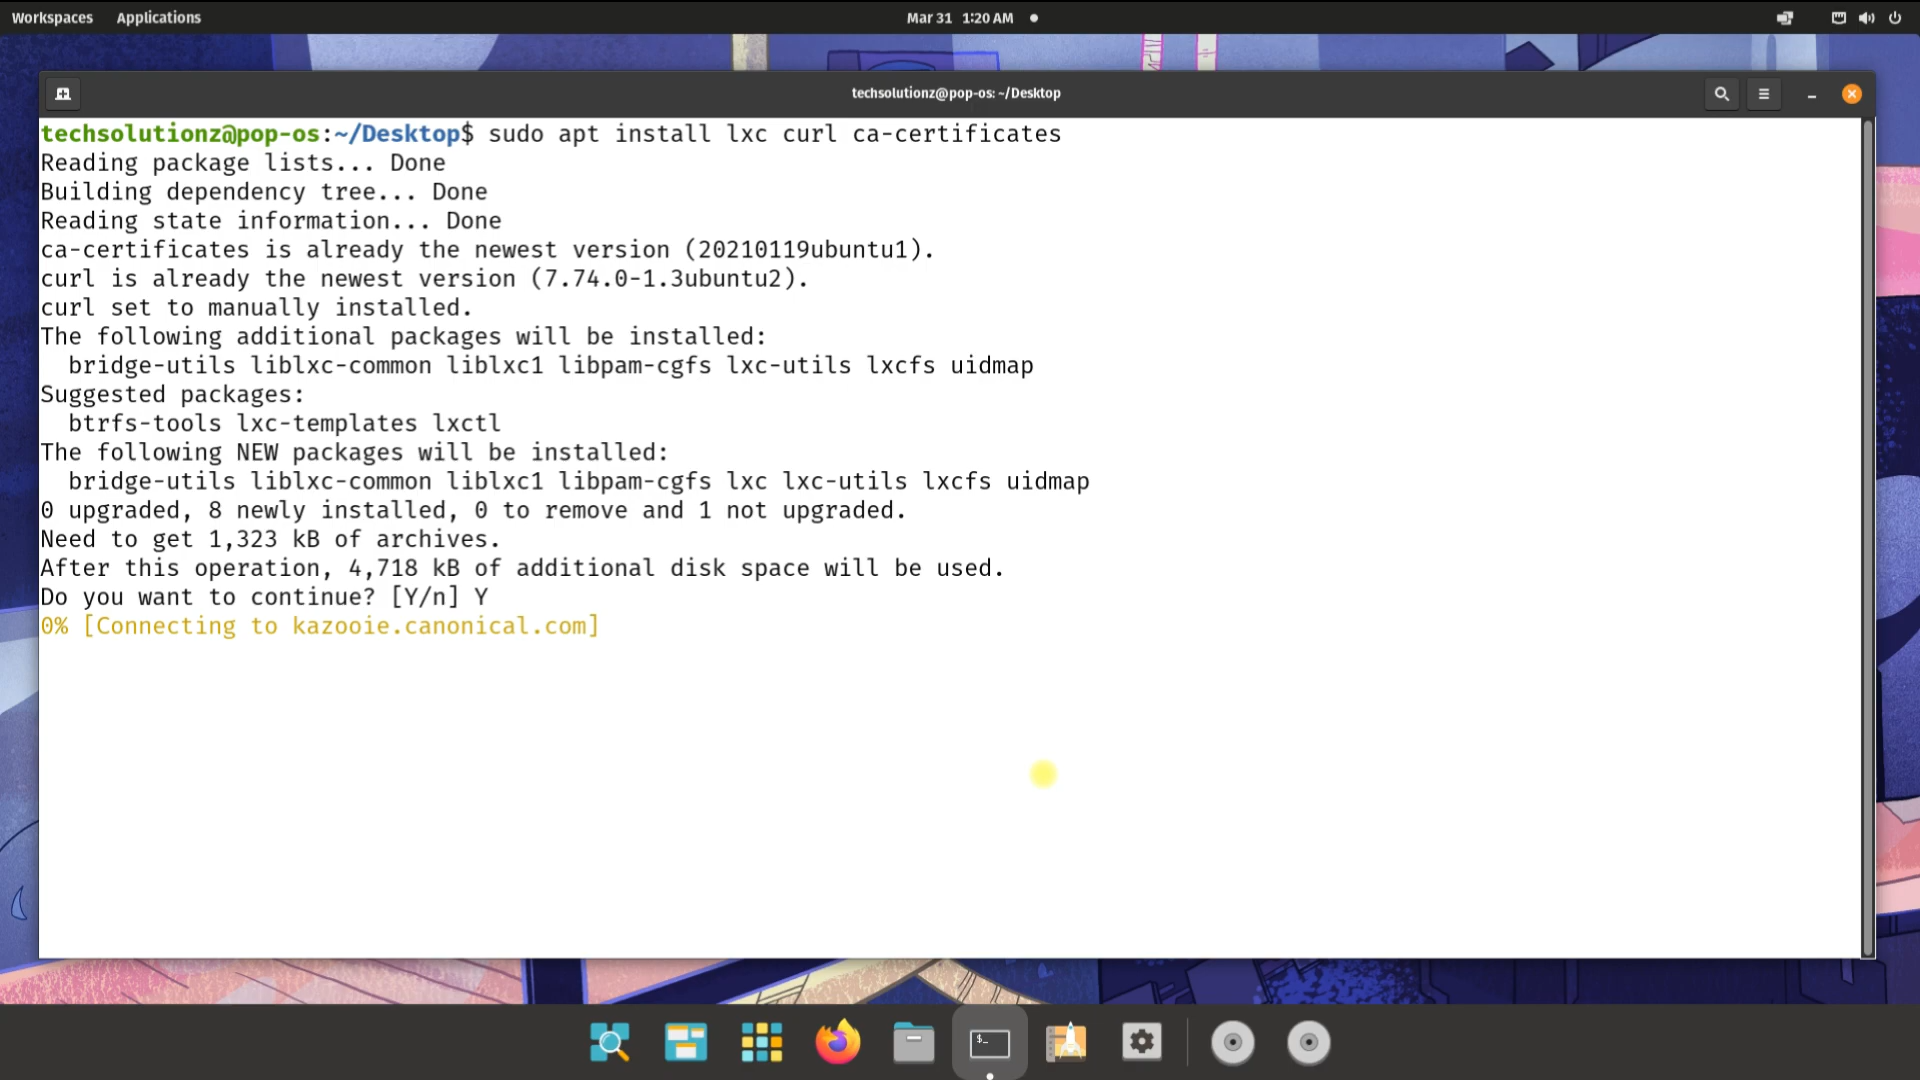 Workspaces Applications Mar 31 1:20 AM
techsolutionz@pop-os: ~/Desktop
techsolutionz@pop-os:~/Desktop$ sudo apt install lxc curl ca-certificates
Reading package lists... Done
Building dependency tree... Done
Reading state information... Done
ca-certificates is already the newest version (20210119ubuntu1).
curl is already the newest version (7.74.0-1.3ubuntu2).
curl set to manually installed.
The following additional packages will be installed:
  bridge-utils liblxc-common liblxc1 libpam-cgfs lxc-utils lxcfs uidmap
Suggested packages:
  btrfs-tools lxc-templates lxctl
The following NEW packages will be installed:
  bridge-utils liblxc-common liblxc1 libpam-cgfs lxc lxc-utils lxcfs uidmap
0 upgraded, 8 newly installed, 0 to remove and 1 not upgraded.
Need to get 1,323 kB of archives.
After this operation, 4,718 kB of additional disk space will be used.
Do you want to continue? [Y/n] Y
0% [Connecting to kazooie.canonical.com]
$_